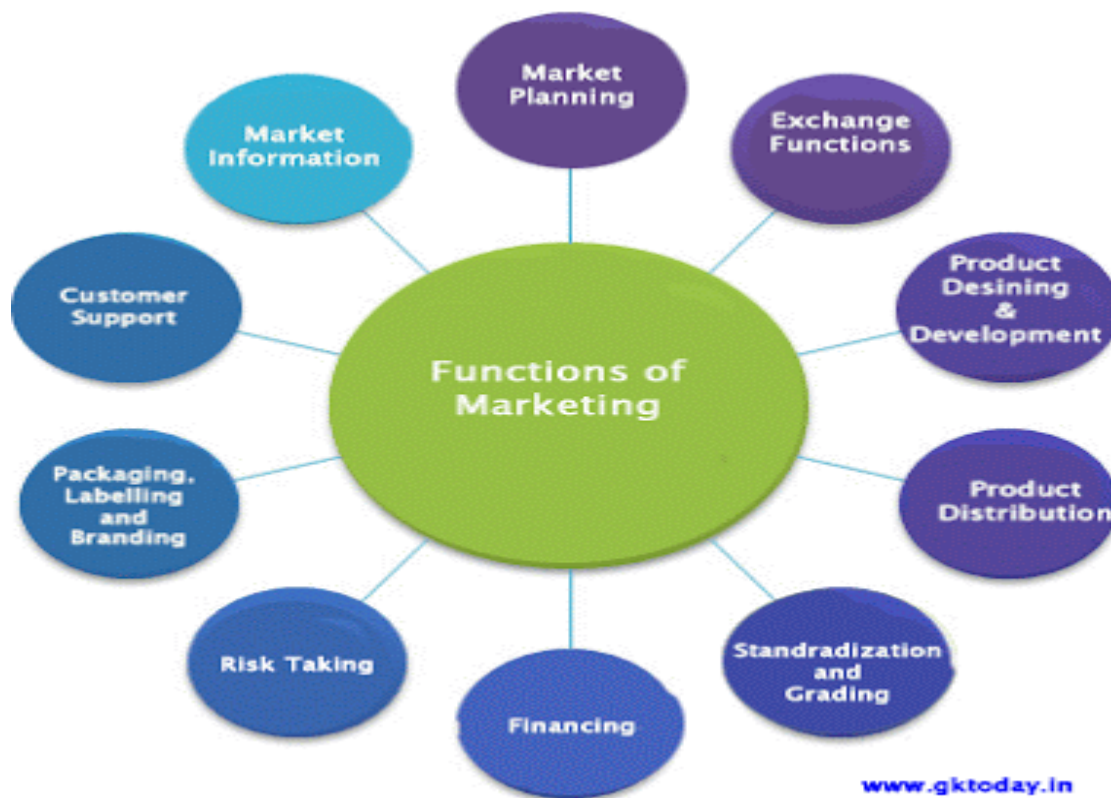 Market
Planning
Exchange
Functions
Product
Desining
&
Development
Product
Distribution
Standradization
and
Grading
Financing
Risk Taking
Packaging,
Labelling
and
Branding
Customer
Support
Market
Information
Functions of
Marketing
www.gktoday.in